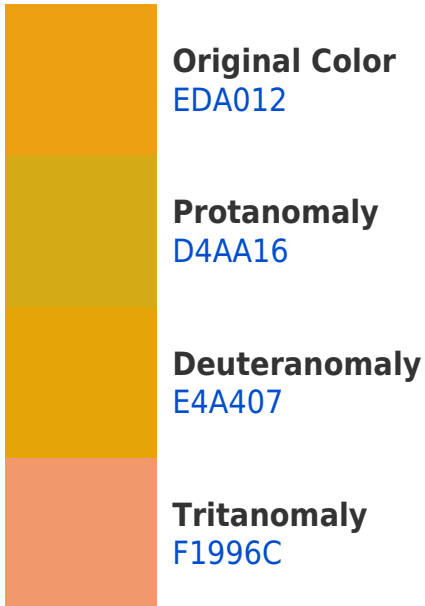 Original Color
EDA012
Protanomaly
D4AA16
Deuteranomaly
E4A407
Tritanomaly
F1996C